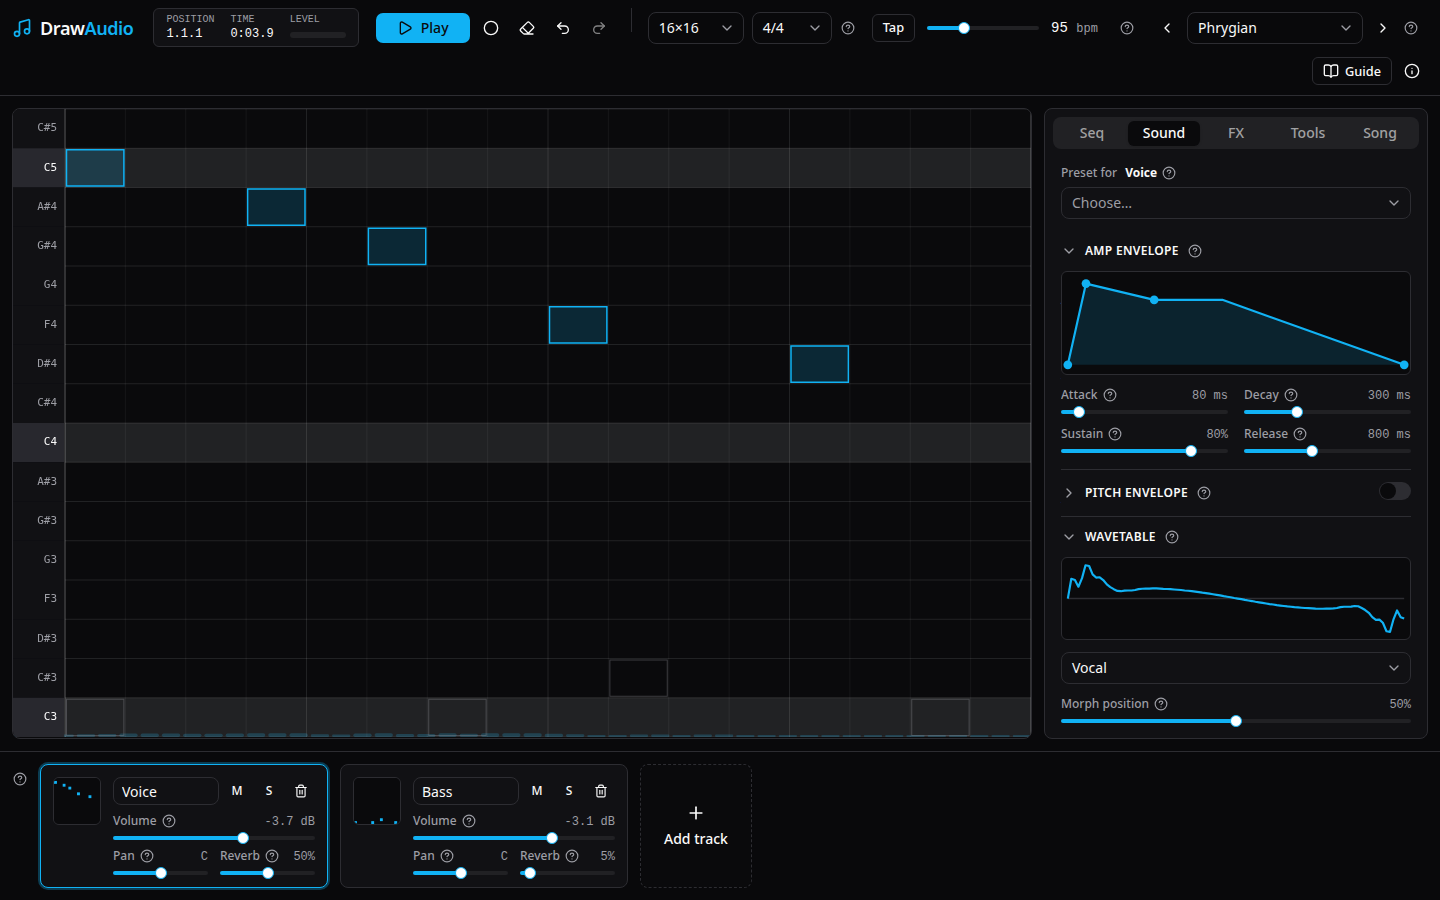 DrawAudio
POSITION
1.1.1
TIME
0:03.9
LEVEL
Play
16×16
4/4
Tap
95 bpm
Phrygian
Guide
C#5
C5
A#4
G#4
G4
F4
D#4
C#4
C4
A#3
G#3
G3
F3
D#3
C#3
C3
Seq
Sound
FX
Tools
Song
Preset for Voice
Choose...
AMP ENVELOPE
Attack
80 ms
Decay
300 ms
Sustain
80%
Release
800 ms
PITCH ENVELOPE
WAVETABLE
Vocal
Morph position
50%
Voice
M
S
Volume
-3.7 dB
Pan
C
Reverb
50%
Bass
M
S
Volume
-3.1 dB
Pan
C
Reverb
5%
Add track